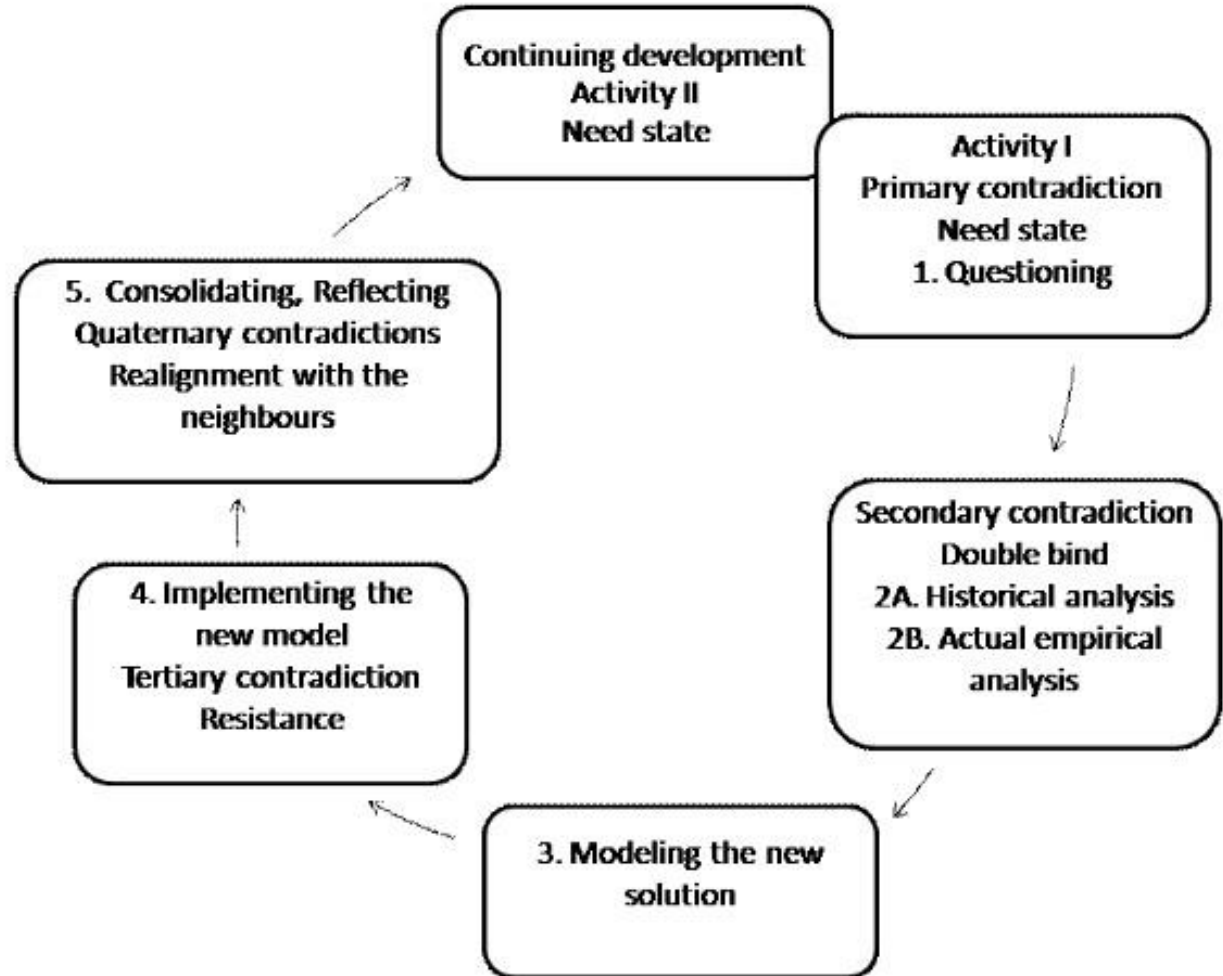 Continuing development
Activity II
Need state
Activity I
Primary contradiction
Need state
1. Questioning
Secondary contradiction
Double bind
2A. Historical analysis
2B. Actual empirical
analysis
3. Modeling the new
solution
4. Implementing the
new model
Tertiary contradiction
Resistance
5. Consolidating, Reflecting
Quaternary contradictions
Realignment with the
neighbours